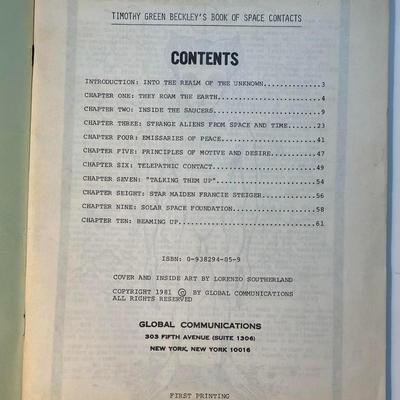 TIMOTHY GREEN BECKLEY'S BOOK OF SPACE CONTACTS
CONTENTS
INTRODUCTION: INTO THE REALM OF THE UNKNOWN..............3
CHAPTER ONE: THEY ROAM THE EARTH.........................4
CHAPTER TWO: INSIDE THE SAUCERS..........................9
CHAPTER THREE: STRANGE ALIENS FROM SPACE AND TIME.......23
CHAPTER FOUR: EMISSARIES OF PEACE.......................41
CHAPTER FIVE: PRINCIPLES OF MOTIVE AND DESIRE...........47
CHAPTER SIX: TELEPATHIC CONTACT.........................49
CHAPTER SEVEN: "TALKING THEM UP"........................54
CHAPTER SEIGHT: STAR MAIDEN FRANCIE STEIGER.............56
CHAPTER NINE: SOLAR SPACE FOUNDATION....................58
CHAPTER TEN: BEAMING UP.................................61
ISBN: 0-938294-05-9
COVER AND INSIDE ART BY LORENZO SOUTHERLAND
COPYRIGHT 1981 © BY GLOBAL COMMUNICATIONS
ALL RIGHTS RESERVED
GLOBAL COMMUNICATIONS
303 FIFTH AVENUE (SUITE 1306)
NEW YORK, NEW YORK 10016
FIRST PRINTING